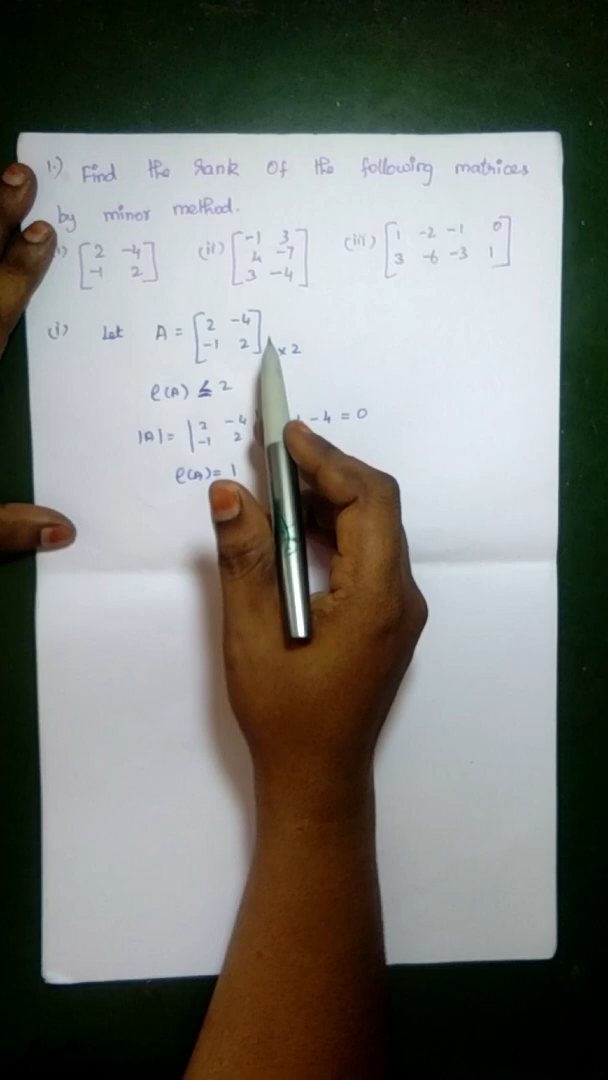 1.) Find the rank of the following matrices
by minor method.
i) [2 -4 (ii) [-1 3 (iii) [1 -2 -1 0
-1 2] 4 -7 3 -6 -3 1]
3 -4]
(i) Let A = [2 -4
-1 2] × 2
ρ(A) ≤ 2
|A| = |2 -4 - 4 = 0
-1 2
ρ(A) = 1